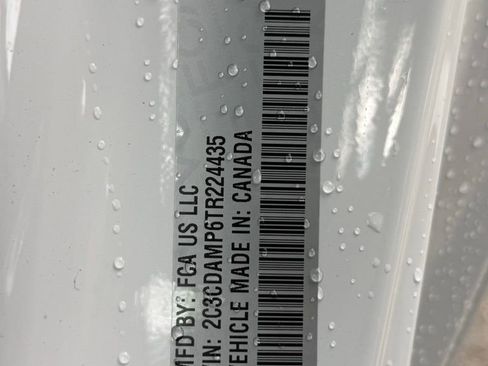 MFD BY: FCA US LLC
VIN: 2C3CDAMP6TR224435
VEHICLE MADE IN: CANADA